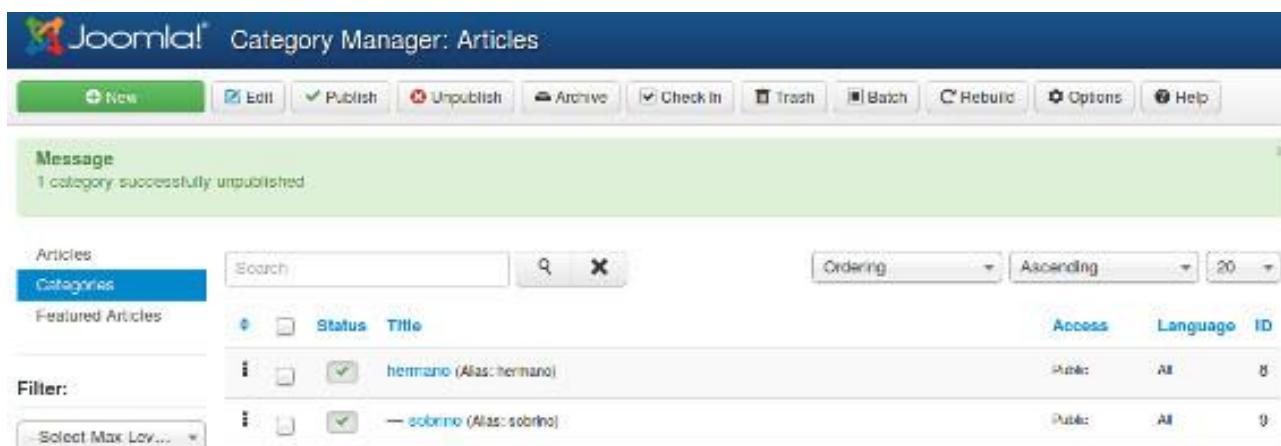 Joomla! Category Manager: Articles
New Edit Publish Unpublish Archive Check In Trash Batch Rebuild Options Help
Message
1 category successfully unpublished
Articles
Categories
Featured Articles
Filter:
- Select Max Lev...
Search Ordering Ascending 20
Status Title Access Language ID
hermano (Alias: hermano) Public All 8
— sobrino (Alias: sobrino) Public All 9